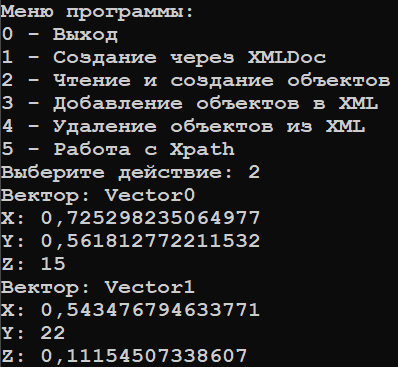 Меню программы:
0 - Выход
1 - Создание через XMLDoc
2 - Чтение и создание объектов
3 - Добавление объектов в XML
4 - Удаление объектов из XML
5 - Работа с Xpath
Выберите действие: 2
Вектор: Vector0
X: 0,725298235064977
Y: 0,561812772211532
Z: 15
Вектор: Vector1
X: 0,543476794633771
Y: 22
Z: 0,11154507338607